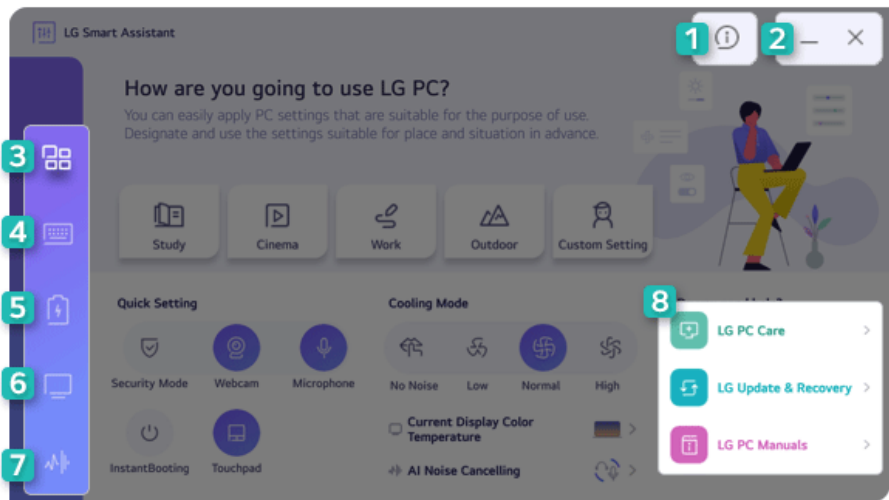 LG Smart Assistant
1
2
How are you going to use LG PC?
You can easily apply PC settings that are suitable for the purpose of use.
Designate and use the settings suitable for place and situation in advance.
3
4
5
6
7
Study
Cinema
Work
Outdoor
Custom Setting
Quick Setting
Security Mode
Webcam
Microphone
InstantBooting
Touchpad
Cooling Mode
No Noise
Low
Normal
High
Current Display Color
Temperature
AI Noise Cancelling
8
LG PC Care
LG Update & Recovery
LG PC Manuals